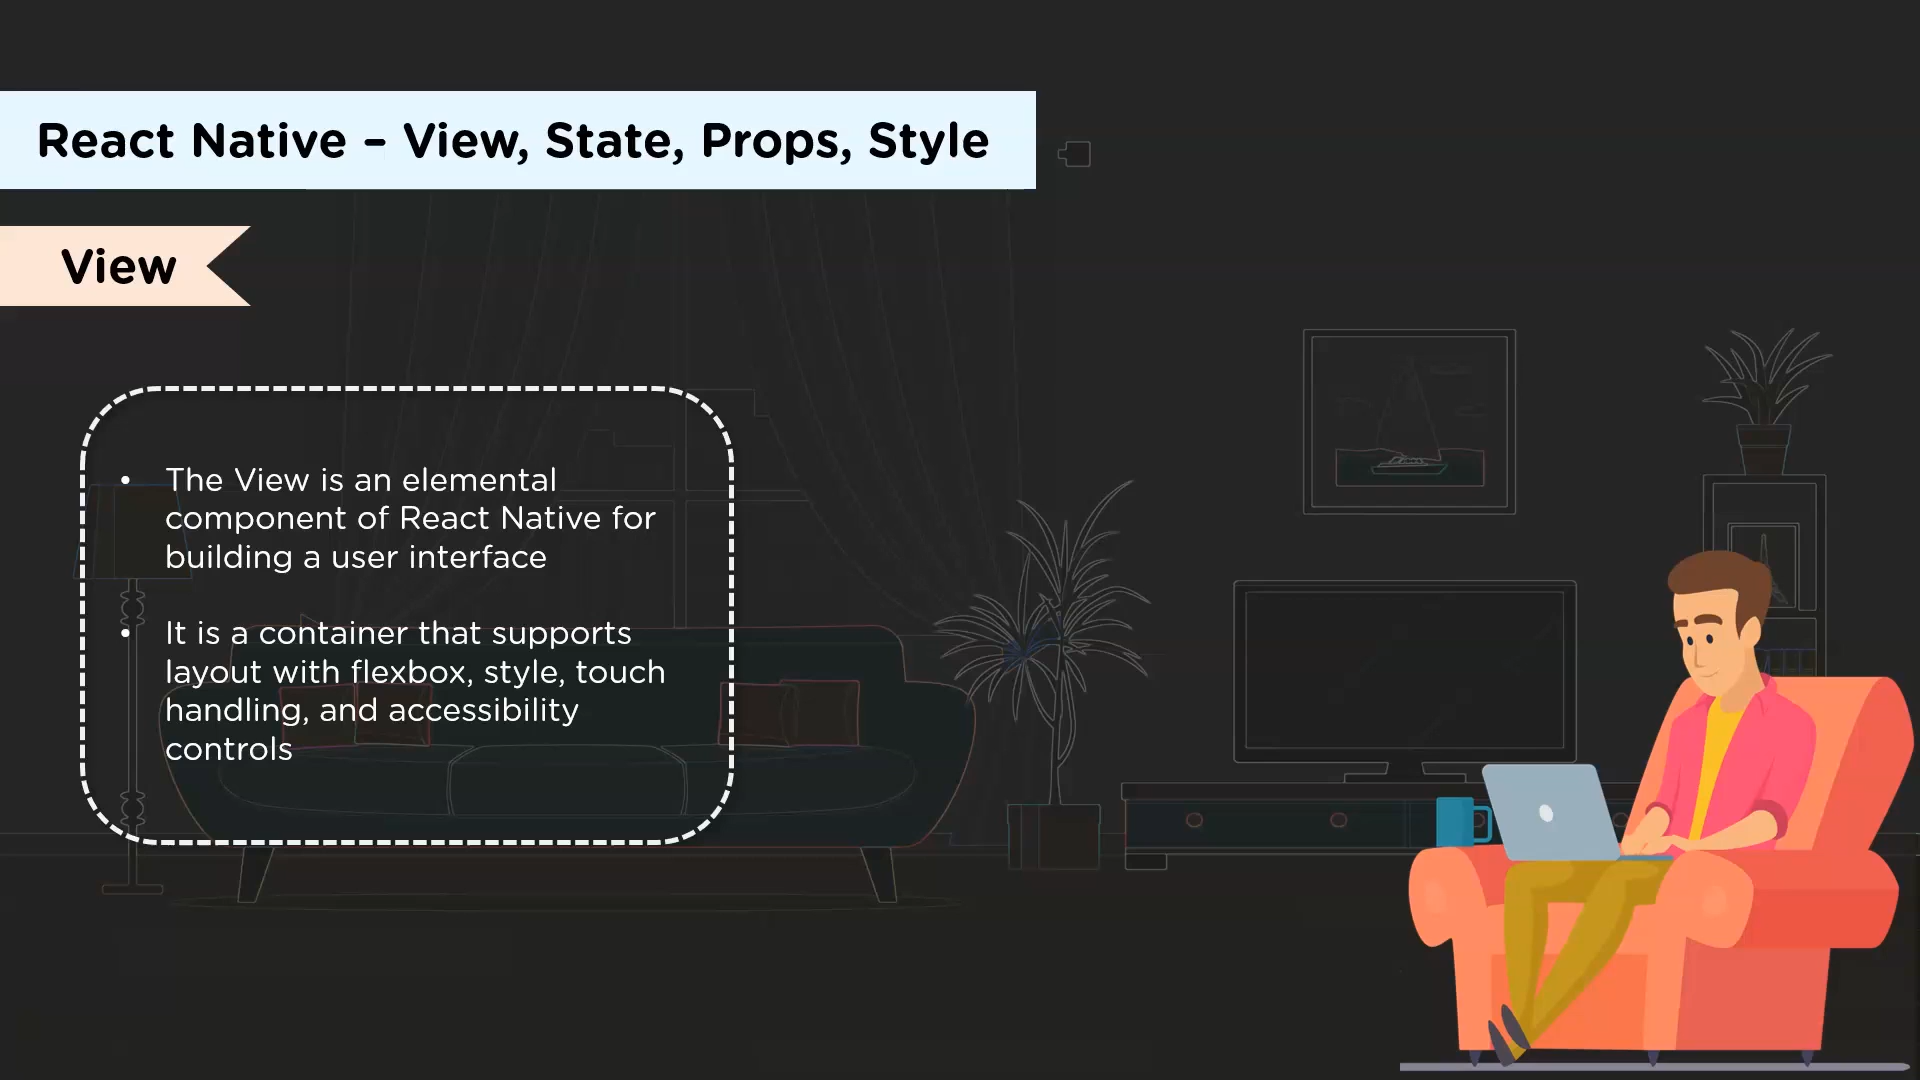 React Native – View, State, Props, Style
View
• The View is an elemental
component of React Native for
building a user interface
• It is a container that supports
layout with flexbox, style, touch
handling, and accessibility
controls